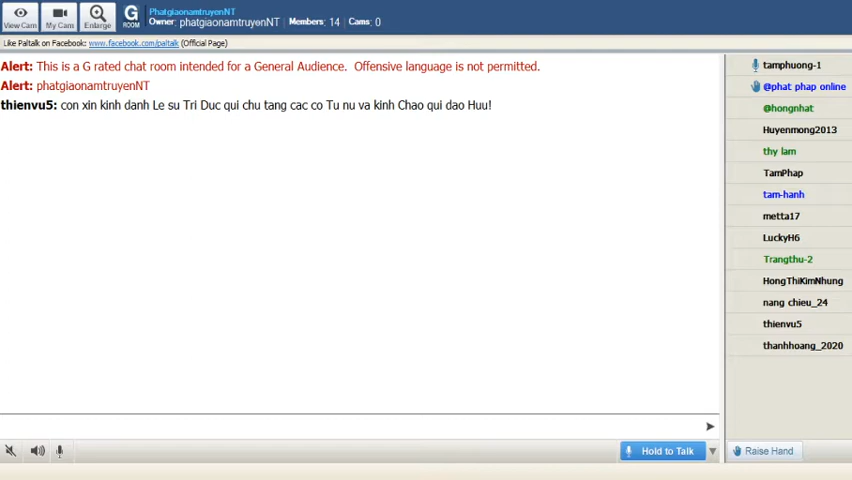 View Cam
My Cam
Enlarge
G
ROOM
PhatgiaonamtruyenNT
Owner: phatgiaonamtruyenNT Members: 14 Cams: 0
Like Paltalk on Facebook: www.facebook.com/paltalk (Official Page)
Alert: This is a G rated chat room intended for a General Audience. Offensive language is not permitted.
Alert: phatgiaonamtruyenNT
thienvu5: con xin kinh danh Le su Tri Duc qui chu tang cac co Tu nu va kinh Chao qui dao Huu!
tamphuong-1
@phat phap online
@hongnhat
Huyenmong2013
thy lam
TamPhap
tam-hanh
metta17
LuckyH6
Trangthu-2
HongThiKimNhung
nang chieu_24
thienvu5
thanhhoang_2020
Hold to Talk
Raise Hand